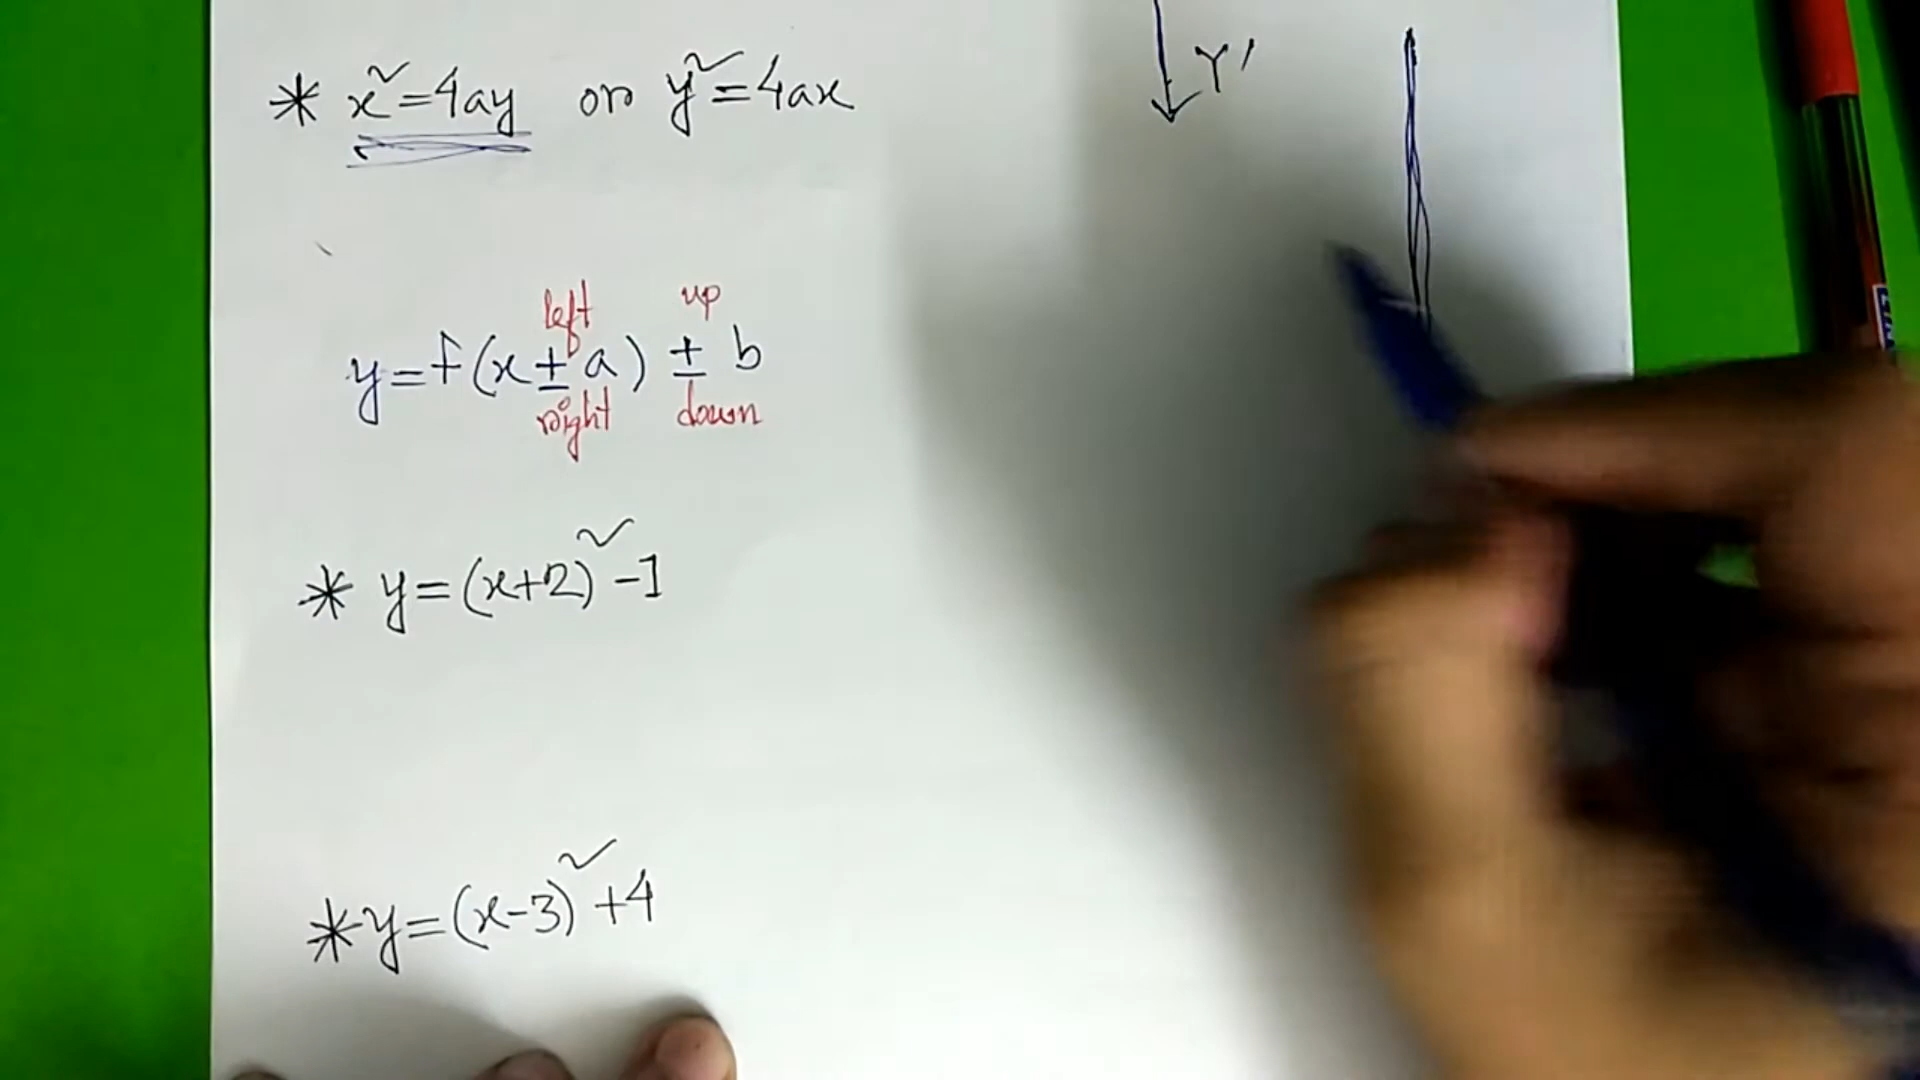 * x²=4ay or y²=4ax
Y'
left up
y=f(x±a)±b
right down
* y=(x+2)²-1
* y=(x-3)²+4